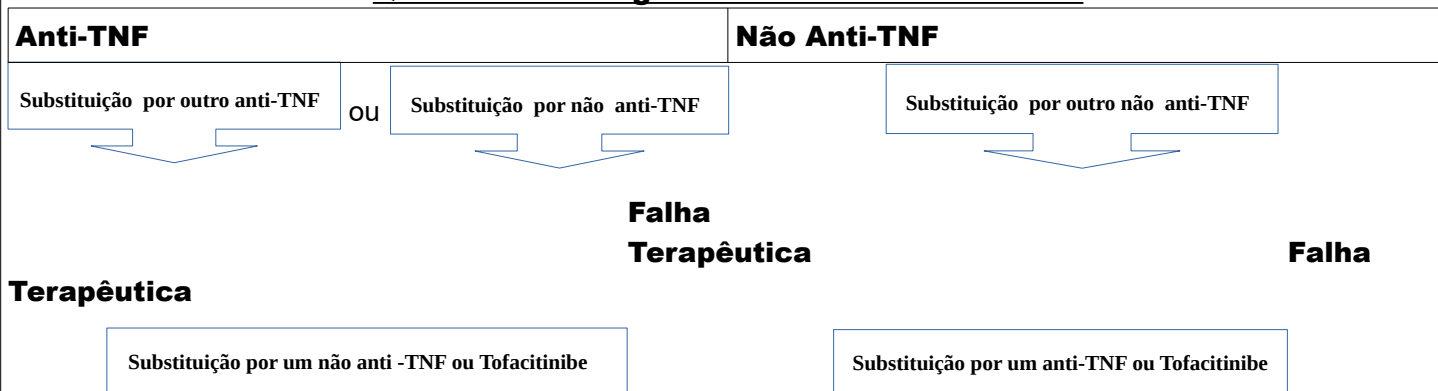 Anti-TNF Não Anti-TNF
Substituição por outro anti-TNF ou Substituição por não anti-TNF Substituição por outro não anti-TNF
Falha
Terapêutica Falha
Terapêutica
Substituição por um não anti -TNF ou Tofacitinibe Substituição por um anti-TNF ou Tofacitinibe